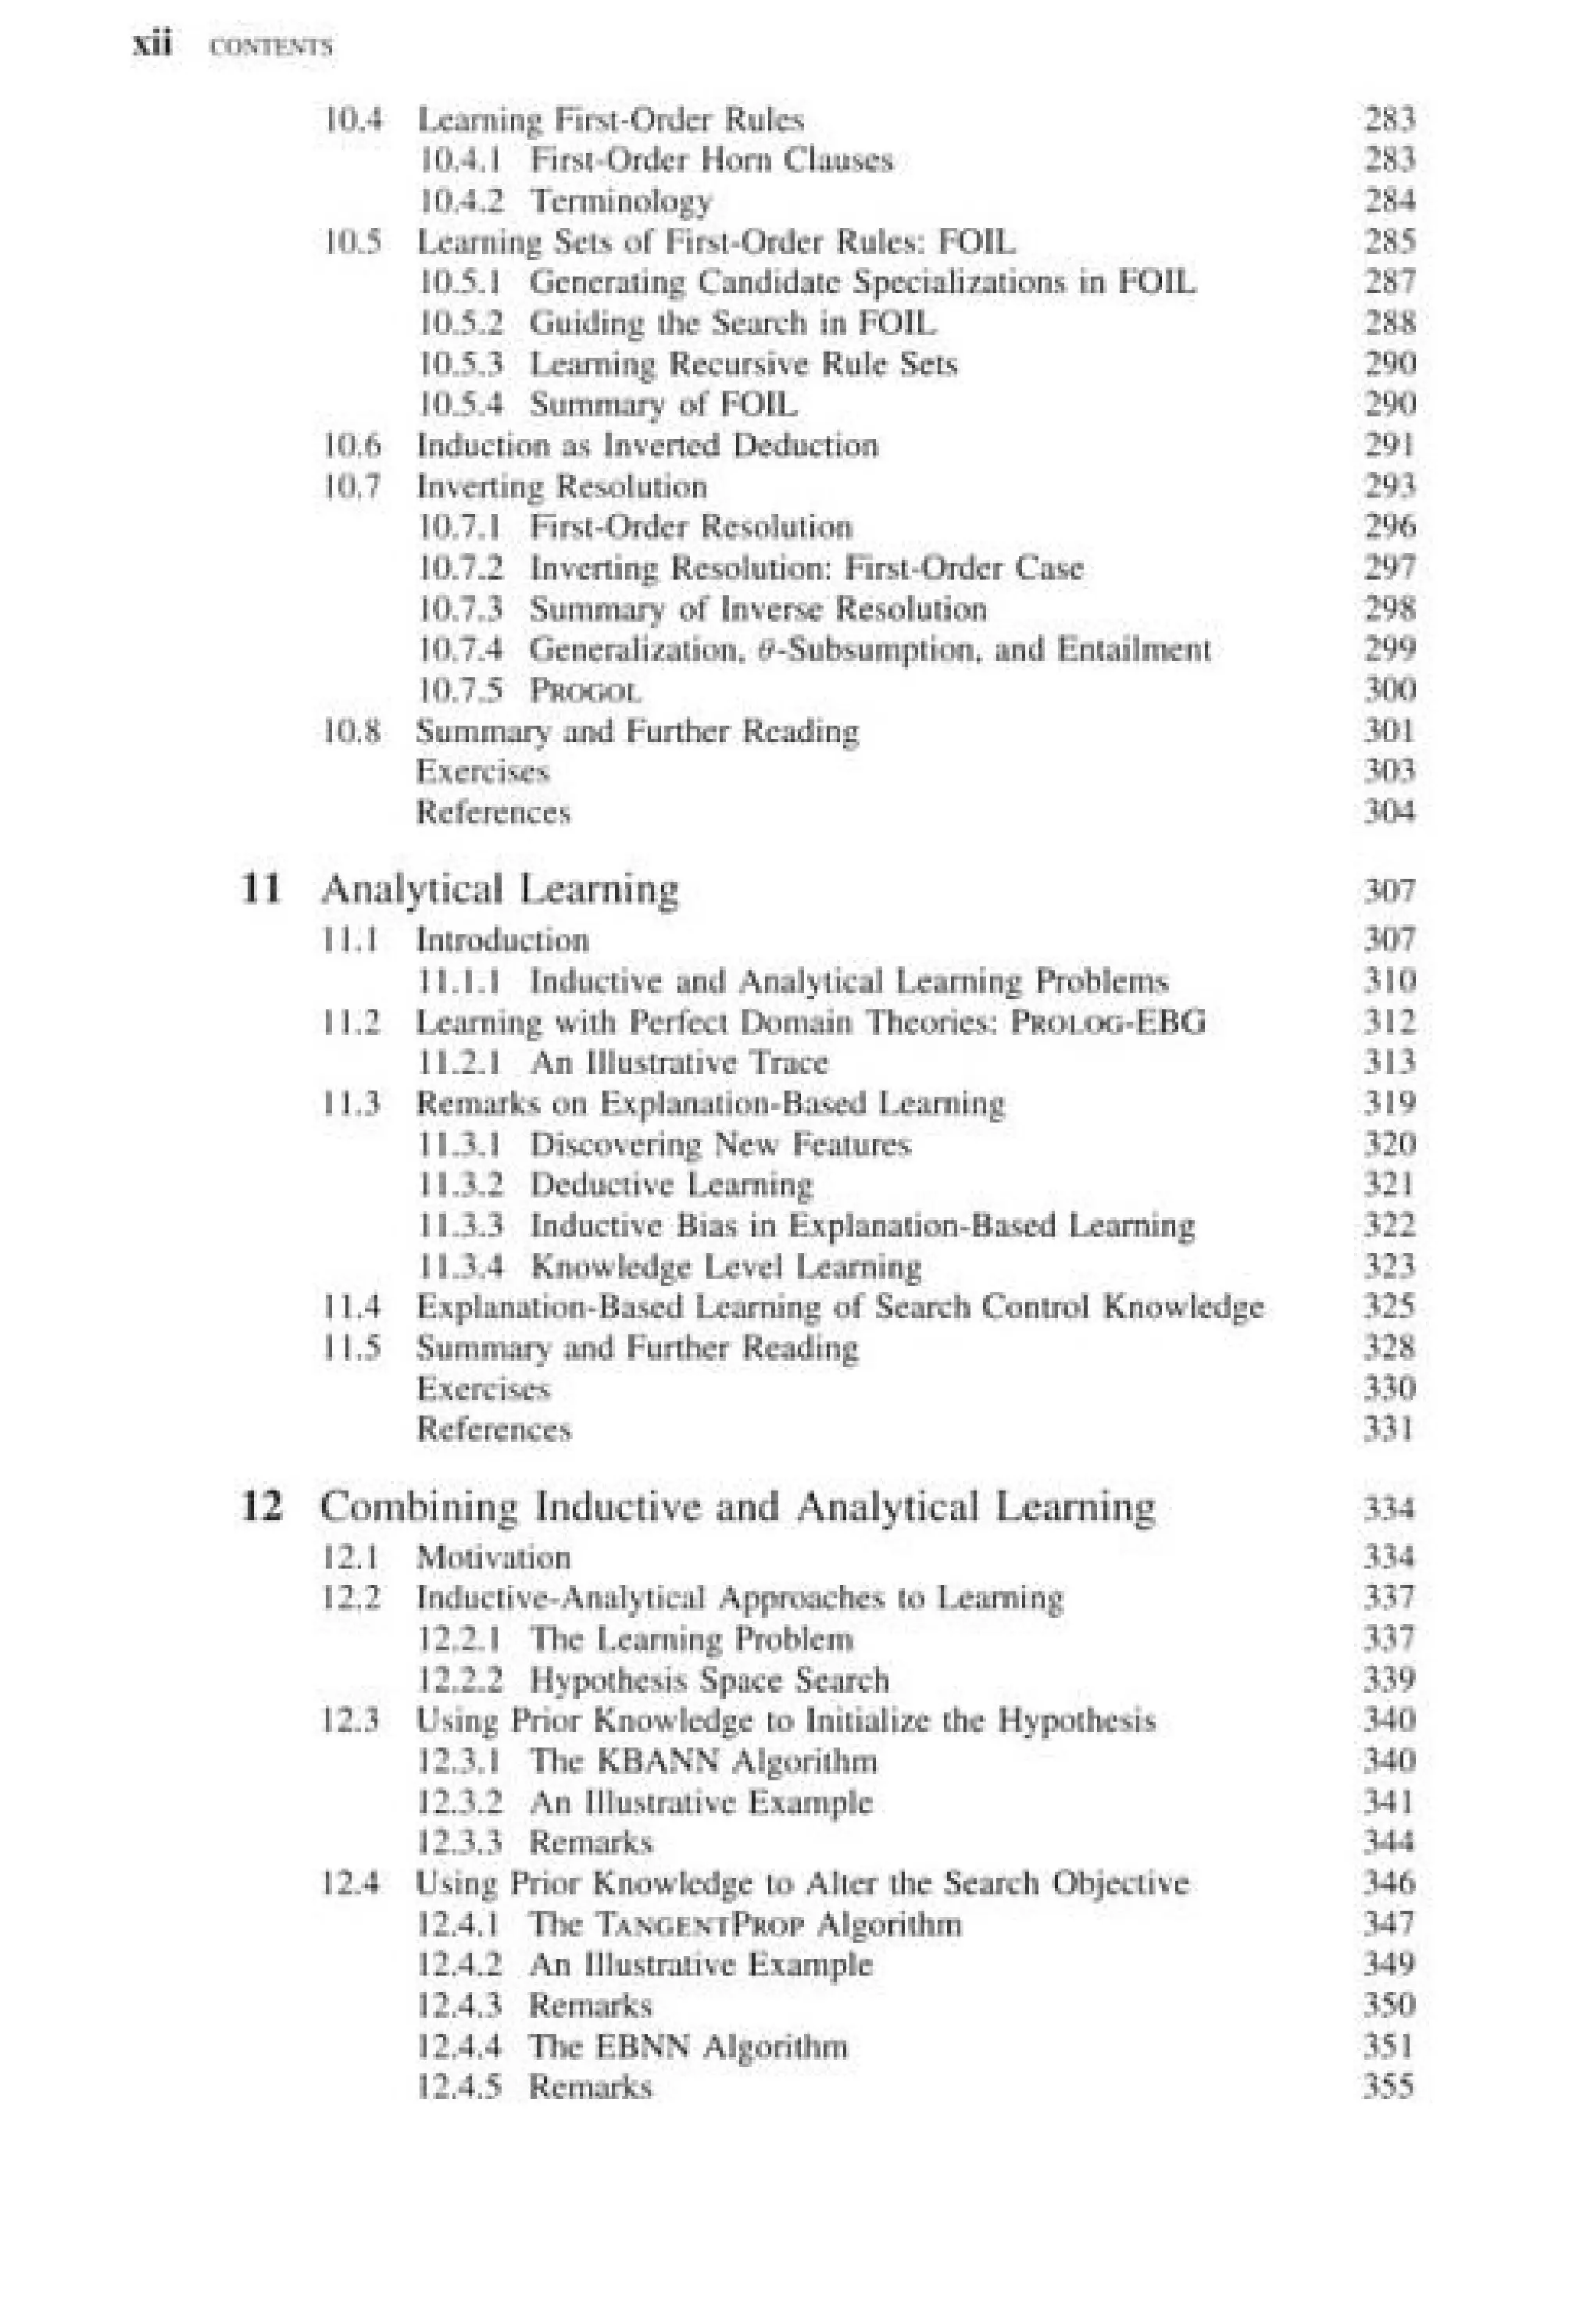 xii CONTENTS
10.4 Learning First-Order Rules 283
10.4.1 First-Order Horn Clauses 283
10.4.2 Terminology 284
10.5 Learning Sets of First-Order Rules: FOIL 285
10.5.1 Generating Candidate Specializations in FOIL 287
10.5.2 Guiding the Search in FOIL 288
10.5.3 Learning Recursive Rule Sets 290
10.5.4 Summary of FOIL 290
10.6 Induction as Inverted Deduction 291
10.7 Inverting Resolution 293
10.7.1 First-Order Resolution 296
10.7.2 Inverting Resolution: First-Order Case 297
10.7.3 Summary of Inverse Resolution 298
10.7.4 Generalization, θ-Subsumption, and Entailment 299
10.7.5 PROGOL 300
10.8 Summary and Further Reading 301
Exercises 303
References 304
11 Analytical Learning 307
11.1 Introduction 307
11.1.1 Inductive and Analytical Learning Problems 310
11.2 Learning with Perfect Domain Theories: PROLOG-EBG 312
11.2.1 An Illustrative Trace 313
11.3 Remarks on Explanation-Based Learning 319
11.3.1 Discovering New Features 320
11.3.2 Deductive Learning 321
11.3.3 Inductive Bias in Explanation-Based Learning 322
11.3.4 Knowledge Level Learning 323
11.4 Explanation-Based Learning of Search Control Knowledge 325
11.5 Summary and Further Reading 328
Exercises 330
References 331
12 Combining Inductive and Analytical Learning 334
12.1 Motivation 334
12.2 Inductive-Analytical Approaches to Learning 337
12.2.1 The Learning Problem 337
12.2.2 Hypothesis Space Search 339
12.3 Using Prior Knowledge to Initialize the Hypothesis 340
12.3.1 The KBANN Algorithm 340
12.3.2 An Illustrative Example 341
12.3.3 Remarks 344
12.4 Using Prior Knowledge to Alter the Search Objective 346
12.4.1 The TANGENTPROP Algorithm 347
12.4.2 An Illustrative Example 349
12.4.3 Remarks 350
12.4.4 The EBNN Algorithm 351
12.4.5 Remarks 355